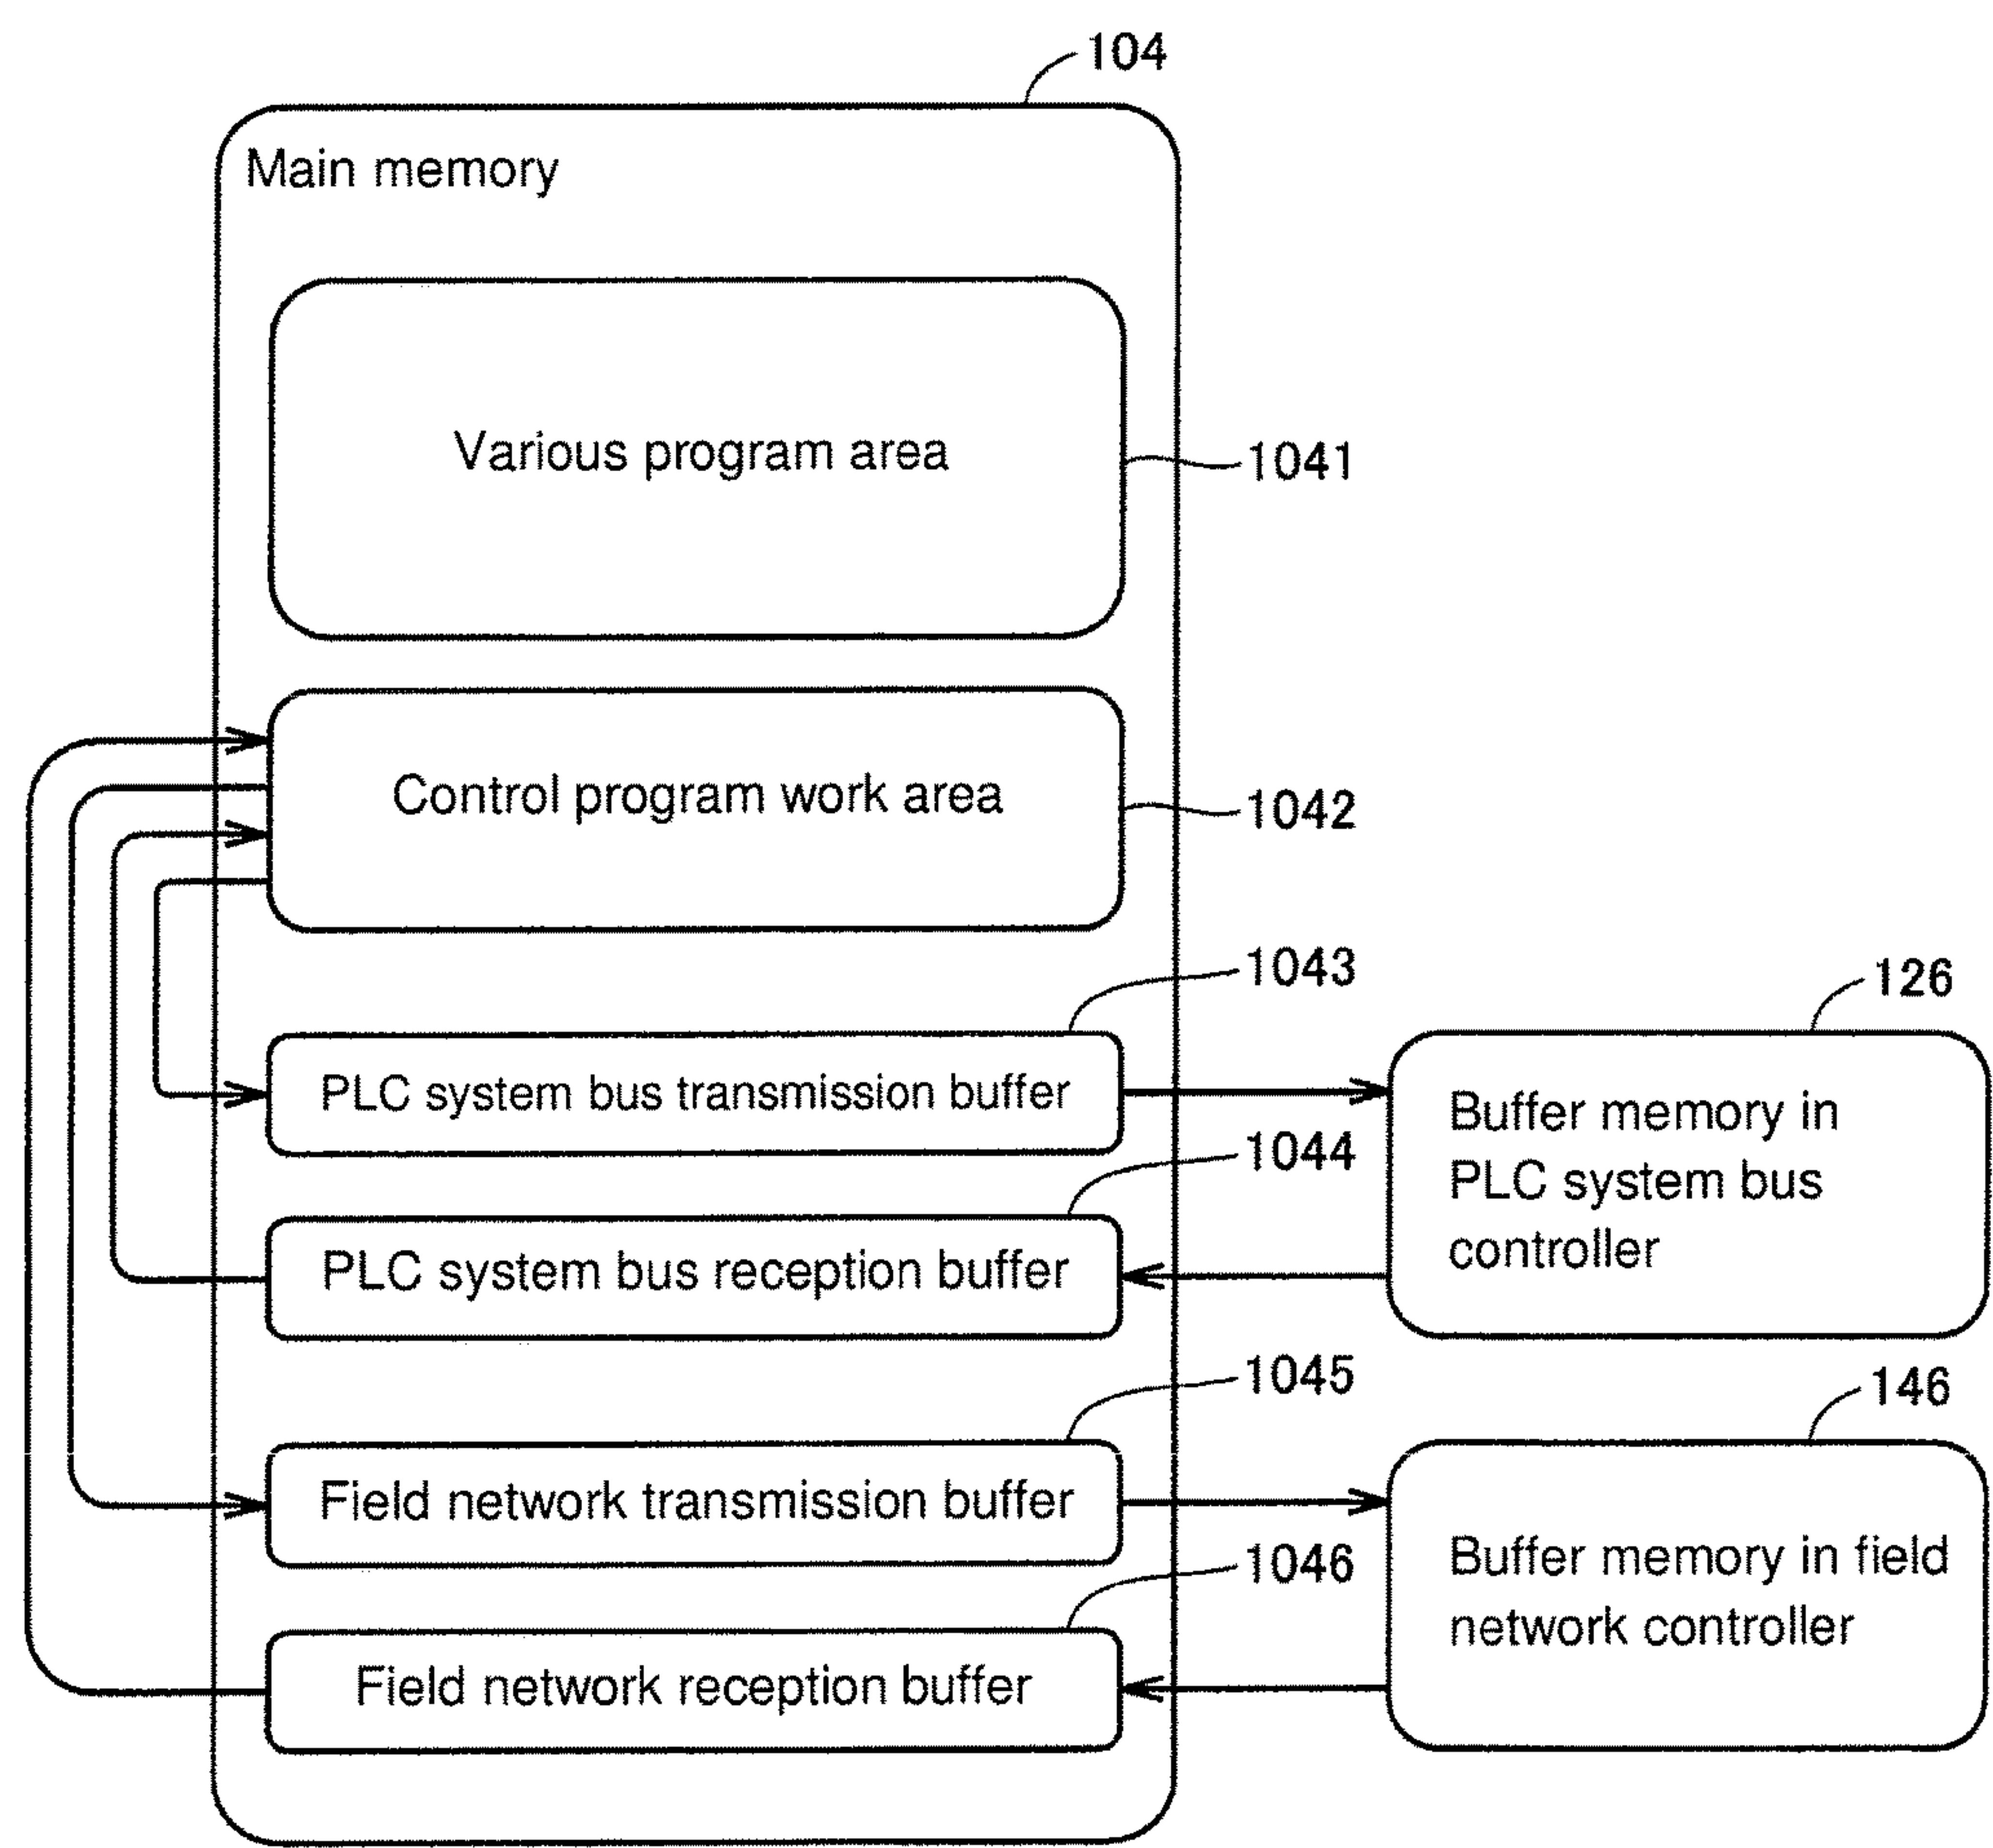 104
Main memory
Various program area
1041
Control program work area
1042
1043
PLC system bus transmission buffer
126
Buffer memory in
PLC system bus
controller
1044
PLC system bus reception buffer
1045
Field network transmission buffer
146
Buffer memory in field
network controller
1046
Field network reception buffer